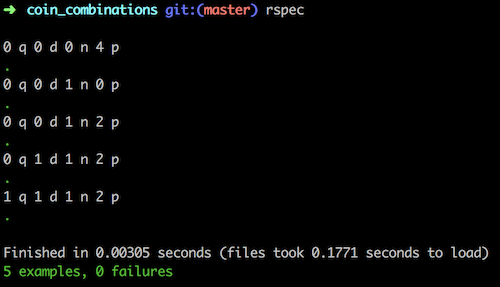 ➜ coin_combinations git:(master) rspec
0 q 0 d 0 n 4 p
.
0 q 0 d 1 n 0 p
.
0 q 0 d 1 n 2 p
.
0 q 1 d 1 n 2 p
.
1 q 1 d 1 n 2 p
.
Finished in 0.00305 seconds (files took 0.1771 seconds to load)
5 examples, 0 failures